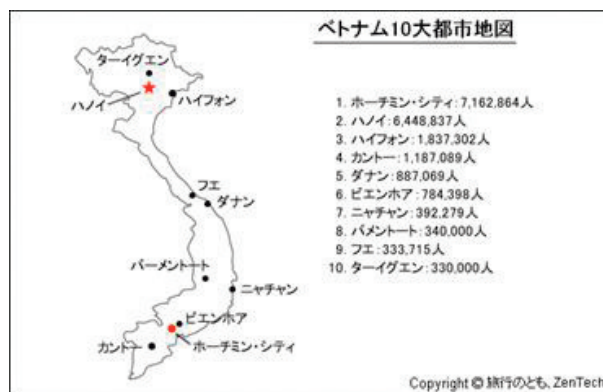 ベトナム10大都市地図
ターイグエン
ハノイ
ハイフォン
1. ホーチミン・シティ:7,162,864人
2. ハノイ:6,448,837人
3. ハイフォン:1,837,302人
4. カントー:1,187,089人
5. ダナン:887,069人
6. ビエンホア:784,398人
7. ニャチャン:392,279人
8. バメントート:340,000人
9. フエ:333,715人
10. ターイグエン:330,000人
フエ
ダナン
バーメントート
ニャチャン
ビエンホア
カントー
ホーチミン・シティ
Copyright © 旅行のとも、ZenTech